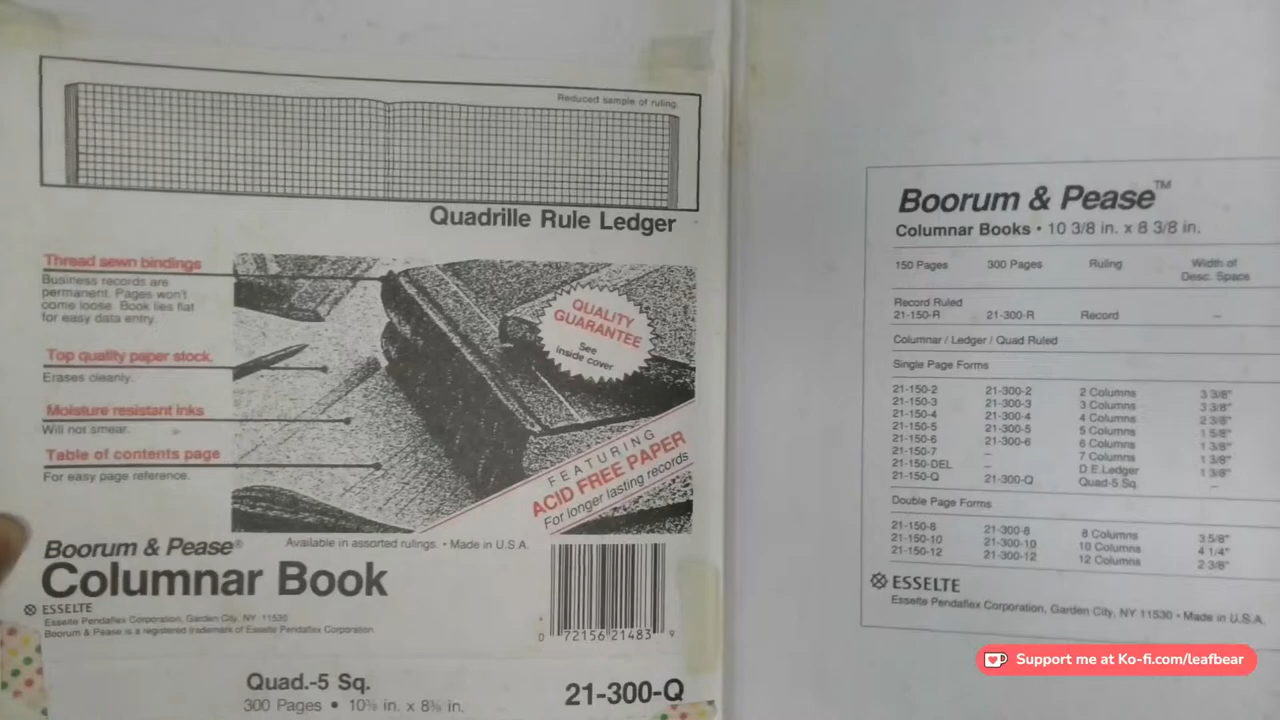 Reduced sample of ruling.
Quadrille Rule Ledger
Thread sewn bindings
Business records are
permanent. Pages won't
come loose. Book lies flat
for easy data entry.
Top quality paper stock.
Erases cleanly.
Moisture resistant inks
Will not smear.
Table of contents page
For easy page reference.
QUALITY
GUARANTEE
See
inside cover
FEATURING
ACID FREE PAPER
For longer lasting records
Boorum & Pease®
Available in assorted rulings. • Made in U.S.A.
Columnar Book
ESSELTE
Esselte Pendaflex Corporation, Garden City, NY 11530
Boorum & Pease is a registered trademark of Esselte Pendaflex Corporation.
0 72156 21483 9
Quad.-5 Sq.
300 Pages • 10⅜ in. x 8⅜ in.
21-300-Q
Boorum & Pease™
Columnar Books • 10 3/8 in. x 8 3/8 in.
150 Pages 300 Pages Ruling Width of
Desc. Space
Record Ruled
21-150-R 21-300-R Record –
Columnar / Ledger / Quad Ruled
Single Page Forms
21-150-2 21-300-2 2 Columns 3 3/8"
21-150-3 21-300-3 3 Columns 3 3/8"
21-150-4 21-300-4 4 Columns 2 3/8"
21-150-5 21-300-5 5 Columns 1 5/8"
21-150-6 21-300-6 6 Columns 1 3/8"
21-150-7 – 7 Columns 1 3/8"
21-150-DEL – D.E.Ledger 1 3/8"
21-150-Q 21-300-Q Quad-5 Sq. –
Double Page Forms
21-150-8 21-300-8 8 Columns 3 5/8"
21-150-10 21-300-10 10 Columns 4 1/4"
21-150-12 21-300-12 12 Columns 2 3/8"
ESSELTE
Esselte Pendaflex Corporation, Garden City, NY 11530 • Made in U.S.A.
Support me at Ko-fi.com/leafbear